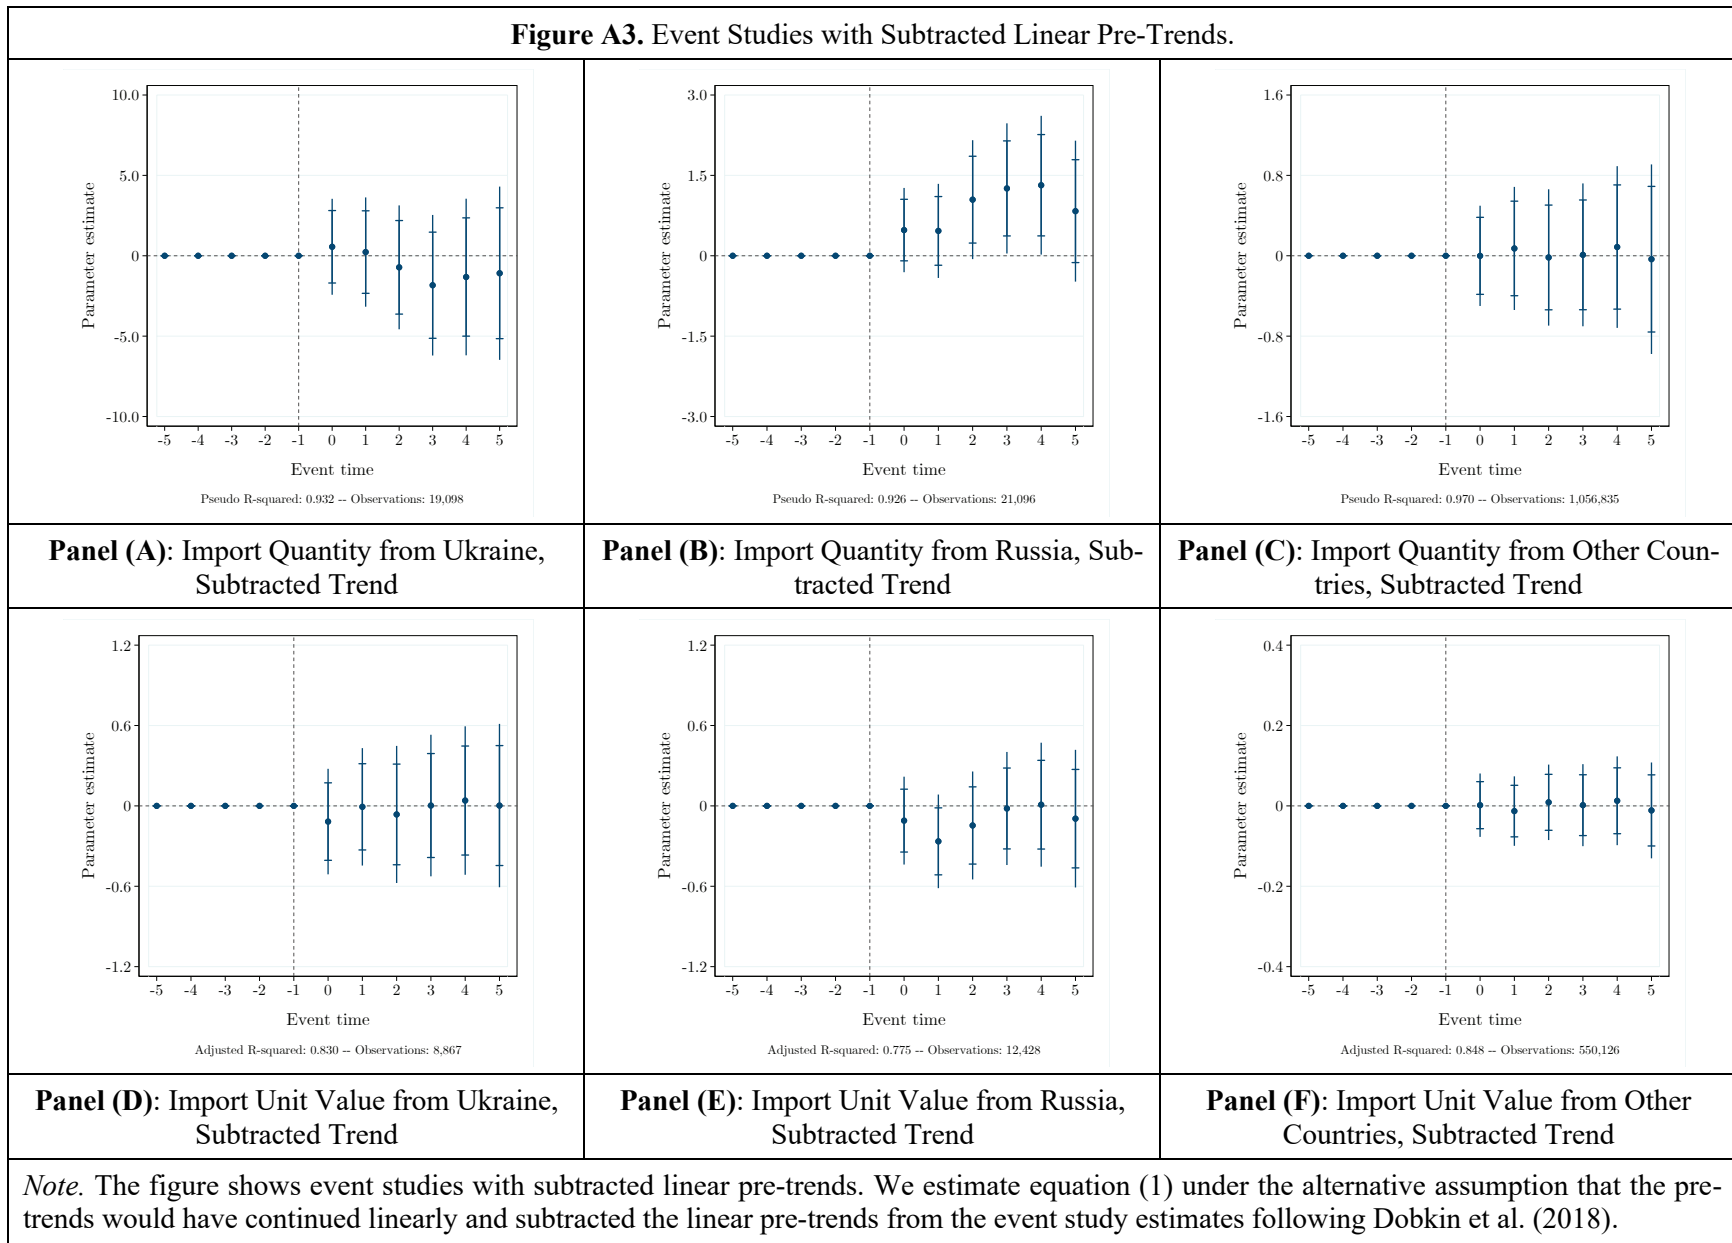 Figure A3. Event Studies with Subtracted Linear Pre-Trends.
10.0
5.0
0
-5.0
-10.0
Parameter estimate
-5 -4 -3 -2 -1 0 1 2 3 4 5
Event time
Pseudo R-squared: 0.932 -- Observations: 19,098
3.0
1.5
0
-1.5
-3.0
Parameter estimate
-5 -4 -3 -2 -1 0 1 2 3 4 5
Event time
Pseudo R-squared: 0.926 -- Observations: 21,096
1.6
0.8
0
-0.8
-1.6
Parameter estimate
-5 -4 -3 -2 -1 0 1 2 3 4 5
Event time
Pseudo R-squared: 0.970 -- Observations: 1,056,835
Panel (A): Import Quantity from Ukraine,
Subtracted Trend
Panel (B): Import Quantity from Russia, Sub-
tracted Trend
Panel (C): Import Quantity from Other Coun-
tries, Subtracted Trend
1.2
0.6
0
-0.6
-1.2
Parameter estimate
-5 -4 -3 -2 -1 0 1 2 3 4 5
Event time
Adjusted R-squared: 0.830 -- Observations: 8,867
1.2
0.6
0
-0.6
-1.2
Parameter estimate
-5 -4 -3 -2 -1 0 1 2 3 4 5
Event time
Adjusted R-squared: 0.775 -- Observations: 12,428
0.4
0.2
0
-0.2
-0.4
Parameter estimate
-5 -4 -3 -2 -1 0 1 2 3 4 5
Event time
Adjusted R-squared: 0.848 -- Observations: 550,126
Panel (D): Import Unit Value from Ukraine,
Subtracted Trend
Panel (E): Import Unit Value from Russia,
Subtracted Trend
Panel (F): Import Unit Value from Other
Countries, Subtracted Trend
Note. The figure shows event studies with subtracted linear pre-trends. We estimate equation (1) under the alternative assumption that the pre-
trends would have continued linearly and subtracted the linear pre-trends from the event study estimates following Dobkin et al. (2018).